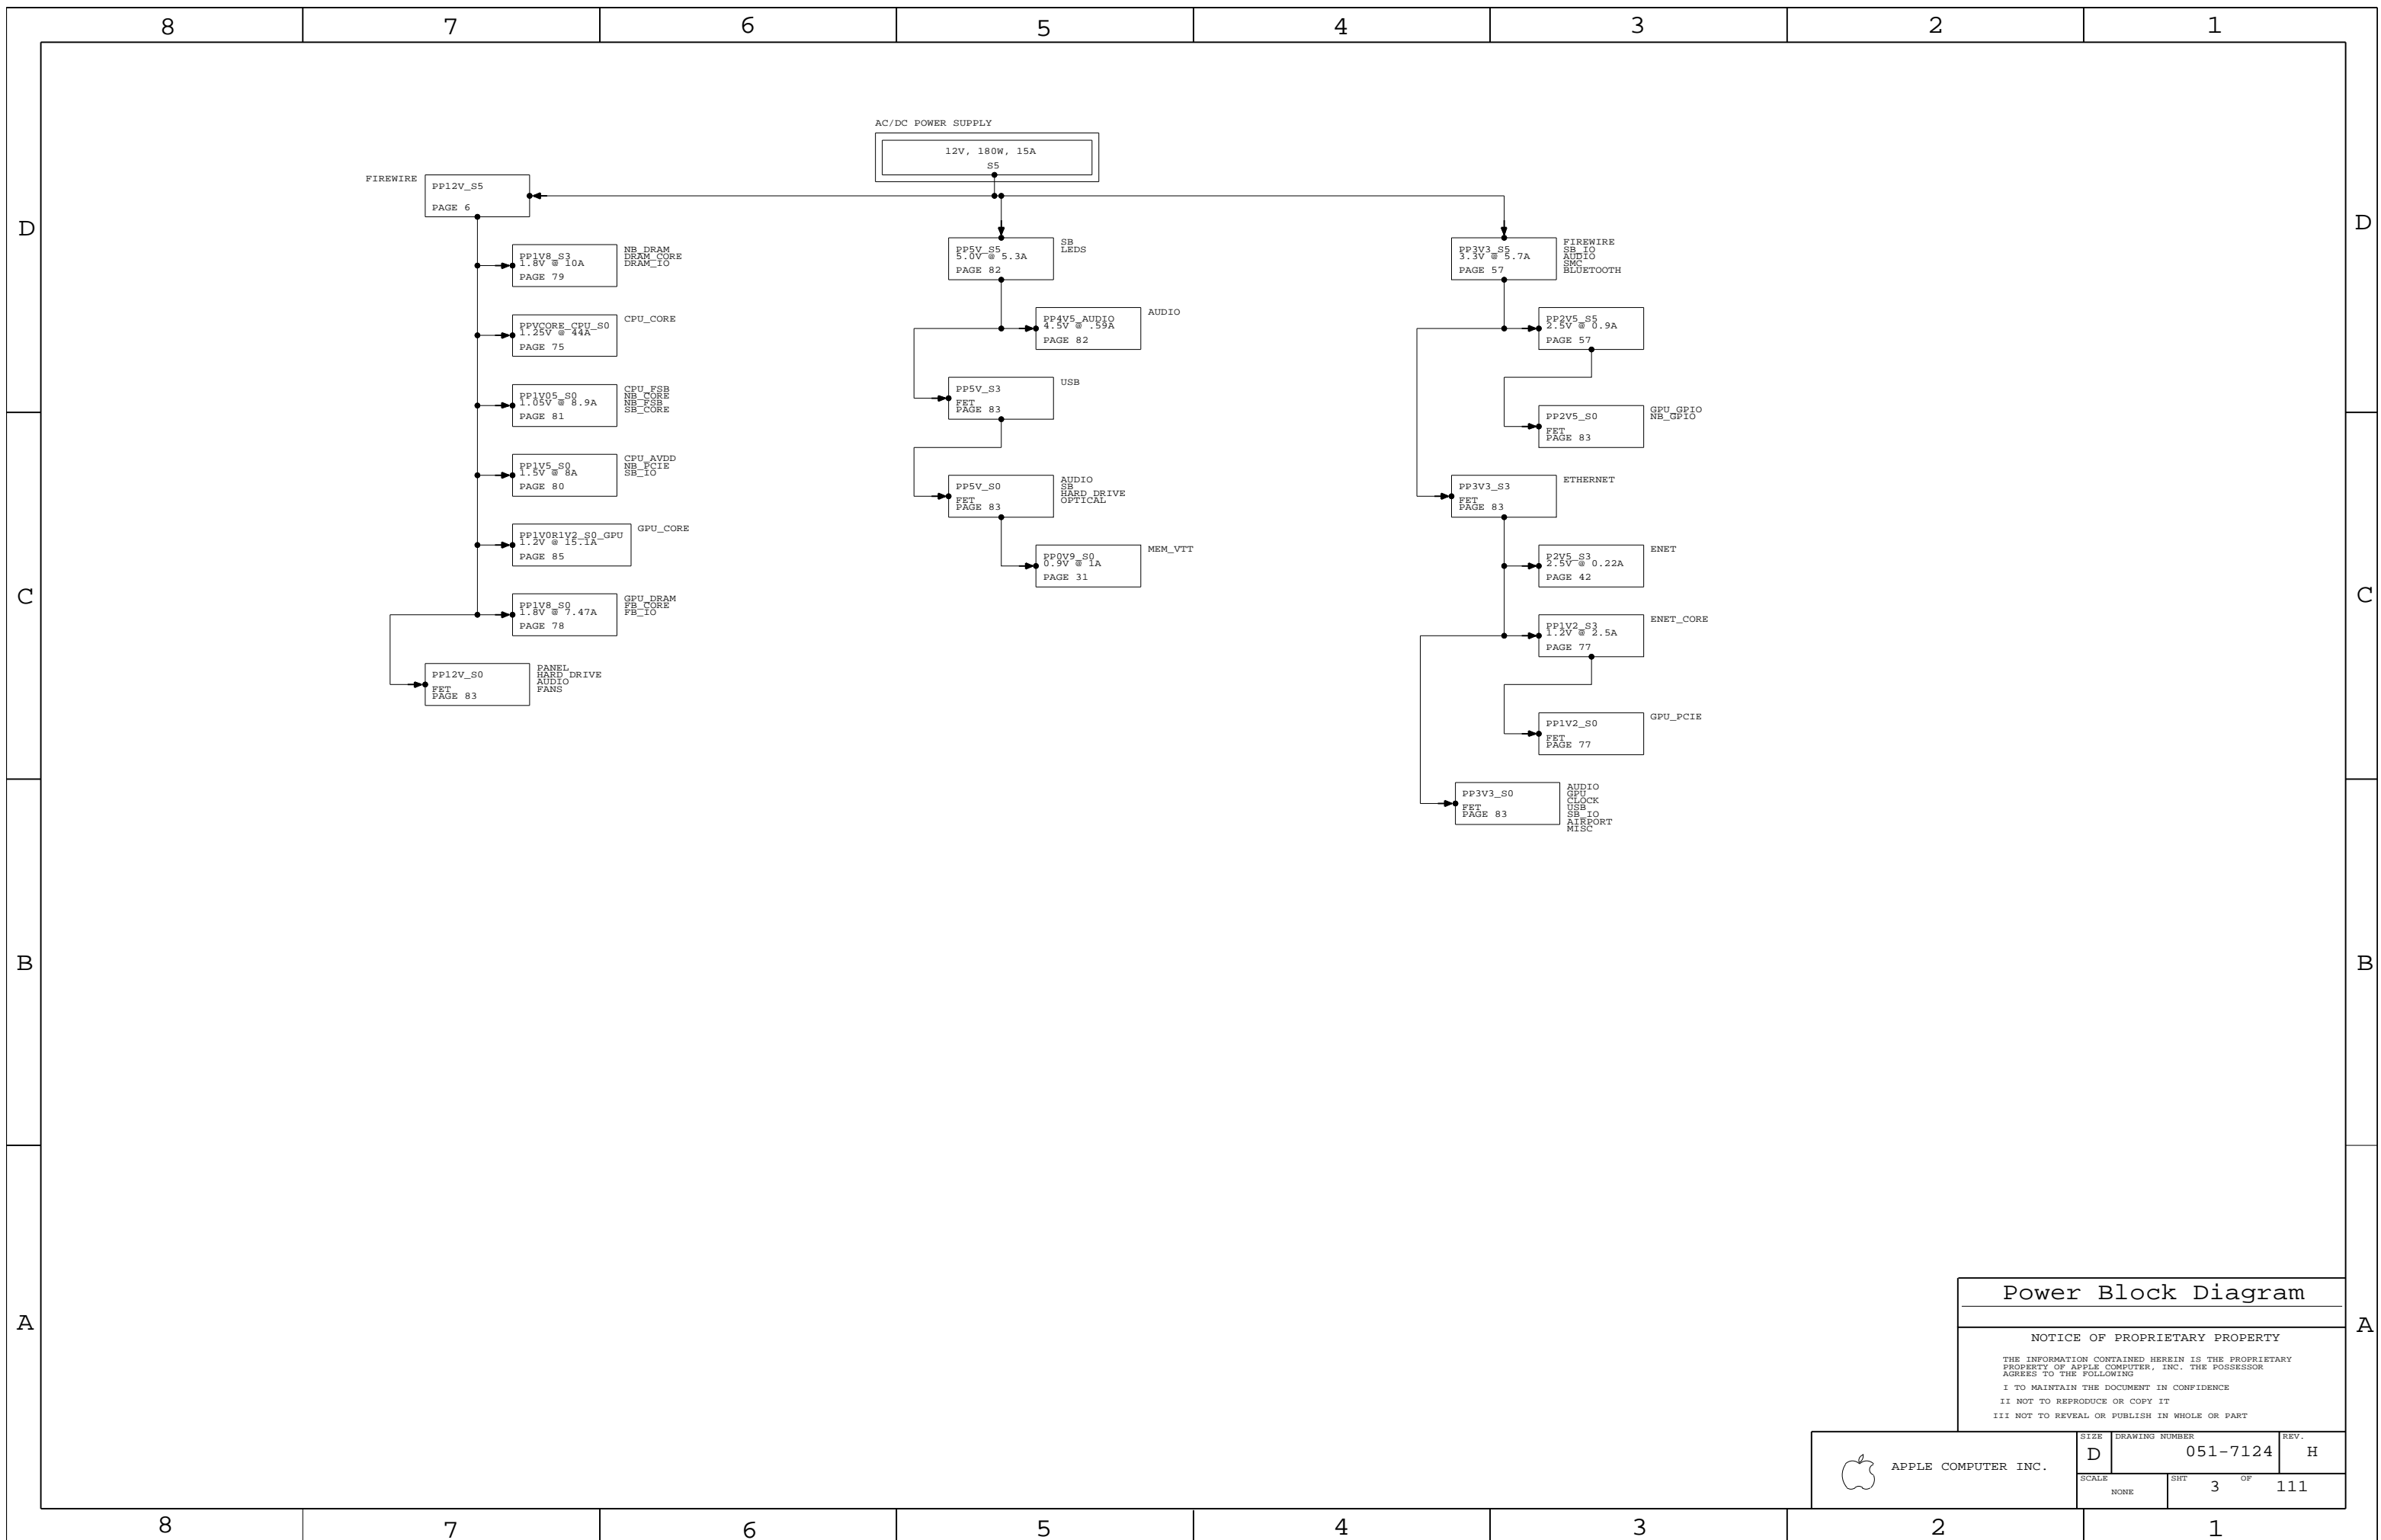 8 7 6 5 4 3 2 1
AC/DC POWER SUPPLY
12V, 180W, 15A
S5
FIREWIRE
PP12V_S5
PAGE 6
D
D
PP1V8_S3
1.8V @ 10A
PAGE 79
NB_DRAM
DRAM_CORE
DRAM_IO
PPVCORE_CPU_S0
1.25V @ 44A
PAGE 75
CPU_CORE
PP1V05_S0
1.05V @ 8.9A
PAGE 81
CPU_FSB
NB_CORE
NB_FSB
SB_CORE
PP1V5_S0
1.5V @ 8A
PAGE 80
CPU_AVDD
NB_PCIE
SB_IO
PP1V0R1V2_S0_GPU
1.2V @ 15.1A
PAGE 85
GPU_CORE
PP1V8_S0
1.8V @ 7.47A
PAGE 78
GPU_DRAM
FB_CORE
FB_IO
PP12V_S0
FET
PAGE 83
PANEL
HARD DRIVE
AUDIO
FANS
PP5V_S5
5.0V @ 5.3A
PAGE 82
SB
LEDS
PP4V5_AUDIO
4.5V @ .59A
PAGE 82
AUDIO
PP5V_S3
FET
PAGE 83
USB
PP5V_S0
FET
PAGE 83
AUDIO
SB
HARD DRIVE
OPTICAL
PP0V9_S0
0.9V @ 1A
PAGE 31
MEM_VTT
PP3V3_S5
3.3V @ 5.7A
PAGE 57
FIREWIRE
SB_IO
AUDIO
SMC
BLUETOOTH
PP2V5_S5
2.5V @ 0.9A
PAGE 57
PP2V5_S0
FET
PAGE 83
GPU_GPIO
NB_GPIO
PP3V3_S3
FET
PAGE 83
ETHERNET
P2V5_S3
2.5V @ 0.22A
PAGE 42
ENET
PP1V2_S3
1.2V @ 2.5A
PAGE 77
ENET_CORE
PP1V2_S0
FET
PAGE 77
GPU_PCIE
PP3V3_S0
FET
PAGE 83
AUDIO
GPU
CLOCK
USB
SB_IO
AIRPORT
MISC
C
C
B
B
A
A
Power Block Diagram
NOTICE OF PROPRIETARY PROPERTY
THE INFORMATION CONTAINED HEREIN IS THE PROPRIETARY
PROPERTY OF APPLE COMPUTER, INC. THE POSSESSOR
AGREES TO THE FOLLOWING
I TO MAINTAIN THE DOCUMENT IN CONFIDENCE
II NOT TO REPRODUCE OR COPY IT
III NOT TO REVEAL OR PUBLISH IN WHOLE OR PART
APPLE COMPUTER INC.
SIZE
D
DRAWING NUMBER
051-7124
REV.
H
SCALE
NONE
SHT
3
OF
111
8 7 6 5 4 3 2 1